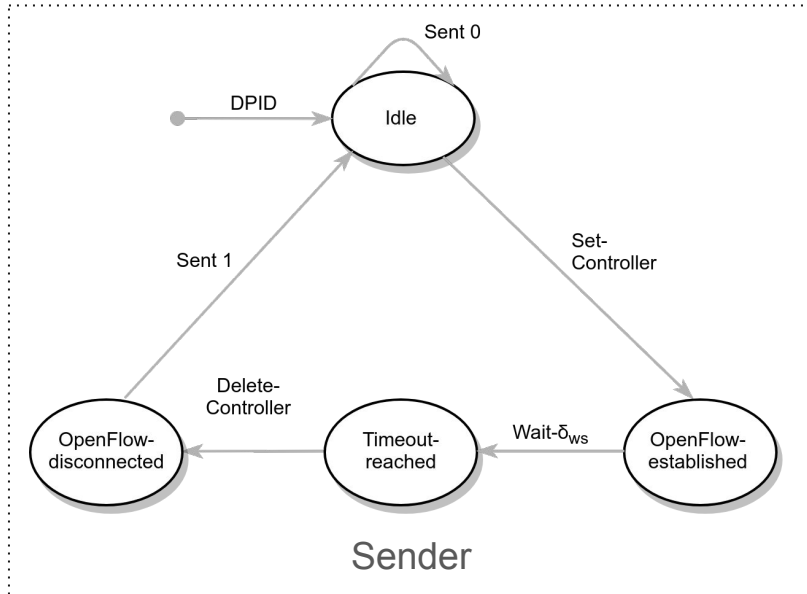 Sent 0
DPID
Idle
Set-
Controller
Sent 1
Delete-
Controller
OpenFlow-
disconnected
Timeout-
reached
Wait-δws
OpenFlow-
established
Sender